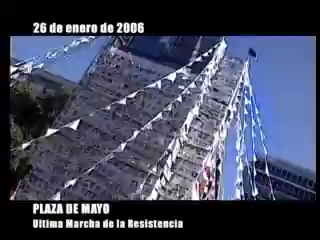 26 de enero de 2006
PLAZA DE MAYO
Ultima Marcha de la Resistencia